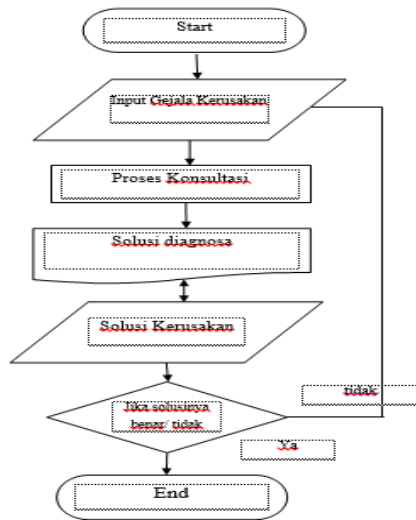 Start
Input Gejala Kerusakan
Proses Konsultasi
Solusi diagnosa
Solusi Kerusakan
Jika solusinya
benar/ tidak
tidak
Ya
End